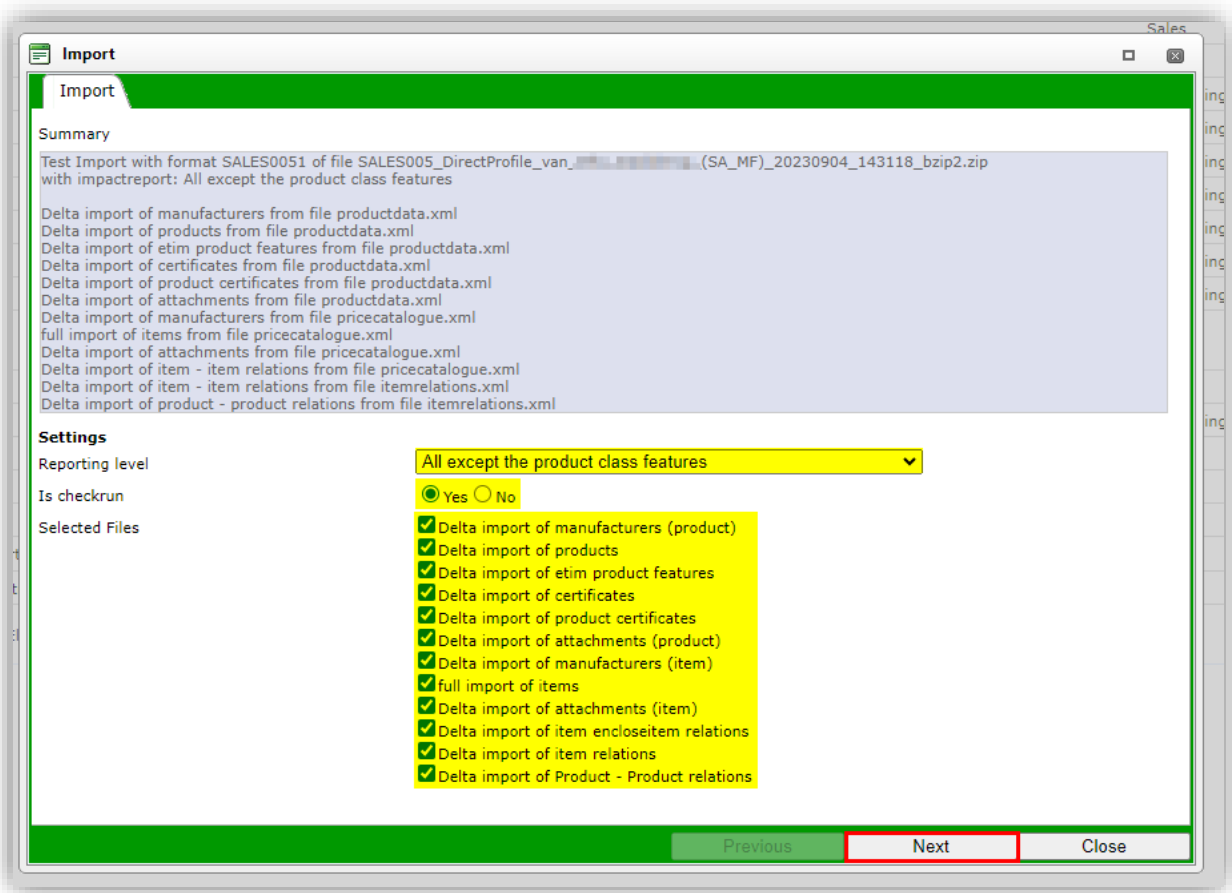 Sales
Import
Import
ing
Summary
ing
Test Import with format SALES0051 of file SALES005_DirectProfile_van_ _(SA_MF)_20230904_143118_bzip2.zip
ing
with impactreport: All except the product class features
ing
Delta import of manufacturers from file productdata.xml
Delta import of products from file productdata.xml
ing
Delta import of etim product features from file productdata.xml
Delta import of certificates from file productdata.xml
ing
Delta import of product certificates from file productdata.xml
Delta import of attachments from file productdata.xml
ing
Delta import of manufacturers from file pricecatalogue.xml
full import of items from file pricecatalogue.xml
Delta import of attachments from file pricecatalogue.xml
Delta import of item - item relations from file pricecatalogue.xml
Delta import of item - item relations from file itemrelations.xml
Delta import of product - product relations from file itemrelations.xml
ing
Settings
Reporting level All except the product class features
Is checkrun Yes No
Selected Files Delta import of manufacturers (product)
Delta import of products
Delta import of etim product features
Delta import of certificates
Delta import of product certificates
Delta import of attachments (product)
Delta import of manufacturers (item)
full import of items
Delta import of attachments (item)
Delta import of item encloseitem relations
Delta import of item relations
Delta import of Product - Product relations
Previous Next Close